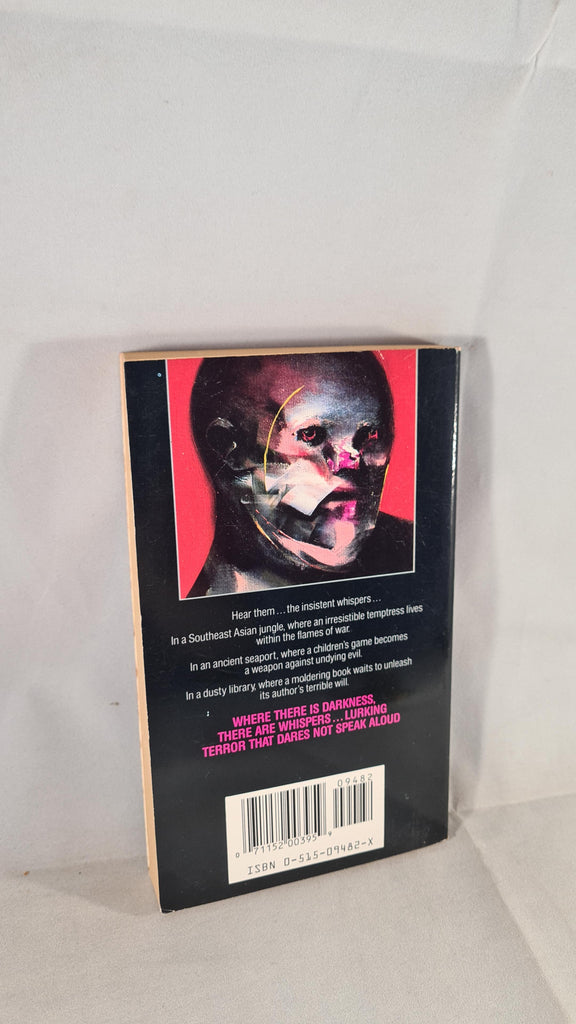 Hear them...the insistent whispers...
In a Southeast Asian jungle, where an irresistible temptress lives
within the flames of war.
In an ancient seaport, where a children's game becomes
a weapon against undying evil.
In a dusty library, where a moldering book waits to unleash
its author's terrible will.
WHERE THERE IS DARKNESS,
THERE ARE WHISPERS...LURKING
TERROR THAT DARES NOT SPEAK ALOUD
09482
0 71152 00395 9
ISBN 0-515-09482-X